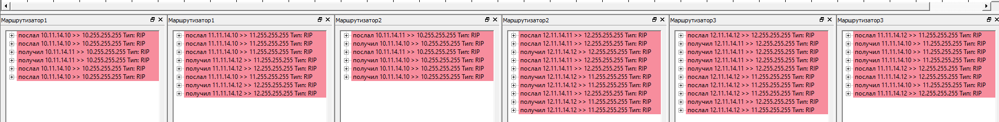 Маршрутизатор1
послал 10.11.14.10 >> 10.255.255.255 Тип: RIP
послал 10.11.14.10 >> 10.255.255.255 Тип: RIP
получил 10.11.14.11 >> 10.255.255.255 Тип: RIP
получил 10.11.14.11 >> 10.255.255.255 Тип: RIP
послал 10.11.14.10 >> 10.255.255.255 Тип: RIP
послал 10.11.14.10 >> 10.255.255.255 Тип: RIP
Маршрутизатор1
послал 11.11.14.10 >> 11.255.255.255 Тип: RIP
послал 11.11.14.10 >> 11.255.255.255 Тип: RIP
послал 11.11.14.10 >> 11.255.255.255 Тип: RIP
получил 11.11.14.12 >> 11.255.255.255 Тип: RIP
получил 11.11.14.12 >> 12.255.255.255 Тип: RIP
послал 11.11.14.10 >> 11.255.255.255 Тип: RIP
получил 11.11.14.12 >> 12.255.255.255 Тип: RIP
получил 11.11.14.12 >> 12.255.255.255 Тип: RIP
Маршрутизатор2
послал 10.11.14.11 >> 10.255.255.255 Тип: RIP
получил 10.11.14.10 >> 10.255.255.255 Тип: RIP
послал 10.11.14.11 >> 10.255.255.255 Тип: RIP
получил 10.11.14.10 >> 10.255.255.255 Тип: RIP
получил 10.11.14.10 >> 10.255.255.255 Тип: RIP
получил 10.11.14.10 >> 10.255.255.255 Тип: RIP
Маршрутизатор2
послал 12.11.14.11 >> 12.255.255.255 Тип: RIP
послал 12.11.14.11 >> 12.255.255.255 Тип: RIP
получил 12.11.14.12 >> 12.255.255.255 Тип: RIP
послал 12.11.14.11 >> 12.255.255.255 Тип: RIP
послал 12.11.14.11 >> 12.255.255.255 Тип: RIP
получил 12.11.14.12 >> 11.255.255.255 Тип: RIP
получил 12.11.14.12 >> 11.255.255.255 Тип: RIP
послал 12.11.14.11 >> 12.255.255.255 Тип: RIP
получил 12.11.14.12 >> 11.255.255.255 Тип: RIP
получил 12.11.14.12 >> 11.255.255.255 Тип: RIP
Маршрутизатор3
послал 12.11.14.12 >> 12.255.255.255 Тип: RIP
получил 12.11.14.11 >> 12.255.255.255 Тип: RIP
получил 12.11.14.11 >> 12.255.255.255 Тип: RIP
получил 12.11.14.11 >> 12.255.255.255 Тип: RIP
получил 12.11.14.11 >> 12.255.255.255 Тип: RIP
послал 12.11.14.12 >> 11.255.255.255 Тип: RIP
послал 12.11.14.12 >> 11.255.255.255 Тип: RIP
послал 12.11.14.12 >> 11.255.255.255 Тип: RIP
получил 12.11.14.11 >> 12.255.255.255 Тип: RIP
послал 12.11.14.12 >> 11.255.255.255 Тип: RIP
Маршрутизатор3
послал 11.11.14.12 >> 11.255.255.255 Тип: RIP
получил 11.11.14.10 >> 11.255.255.255 Тип: RIP
получил 11.11.14.10 >> 11.255.255.255 Тип: RIP
получил 11.11.14.10 >> 11.255.255.255 Тип: RIP
послал 11.11.14.12 >> 12.255.255.255 Тип: RIP
послал 11.11.14.12 >> 12.255.255.255 Тип: RIP
получил 11.11.14.10 >> 11.255.255.255 Тип: RIP
послал 11.11.14.12 >> 12.255.255.255 Тип: RIP